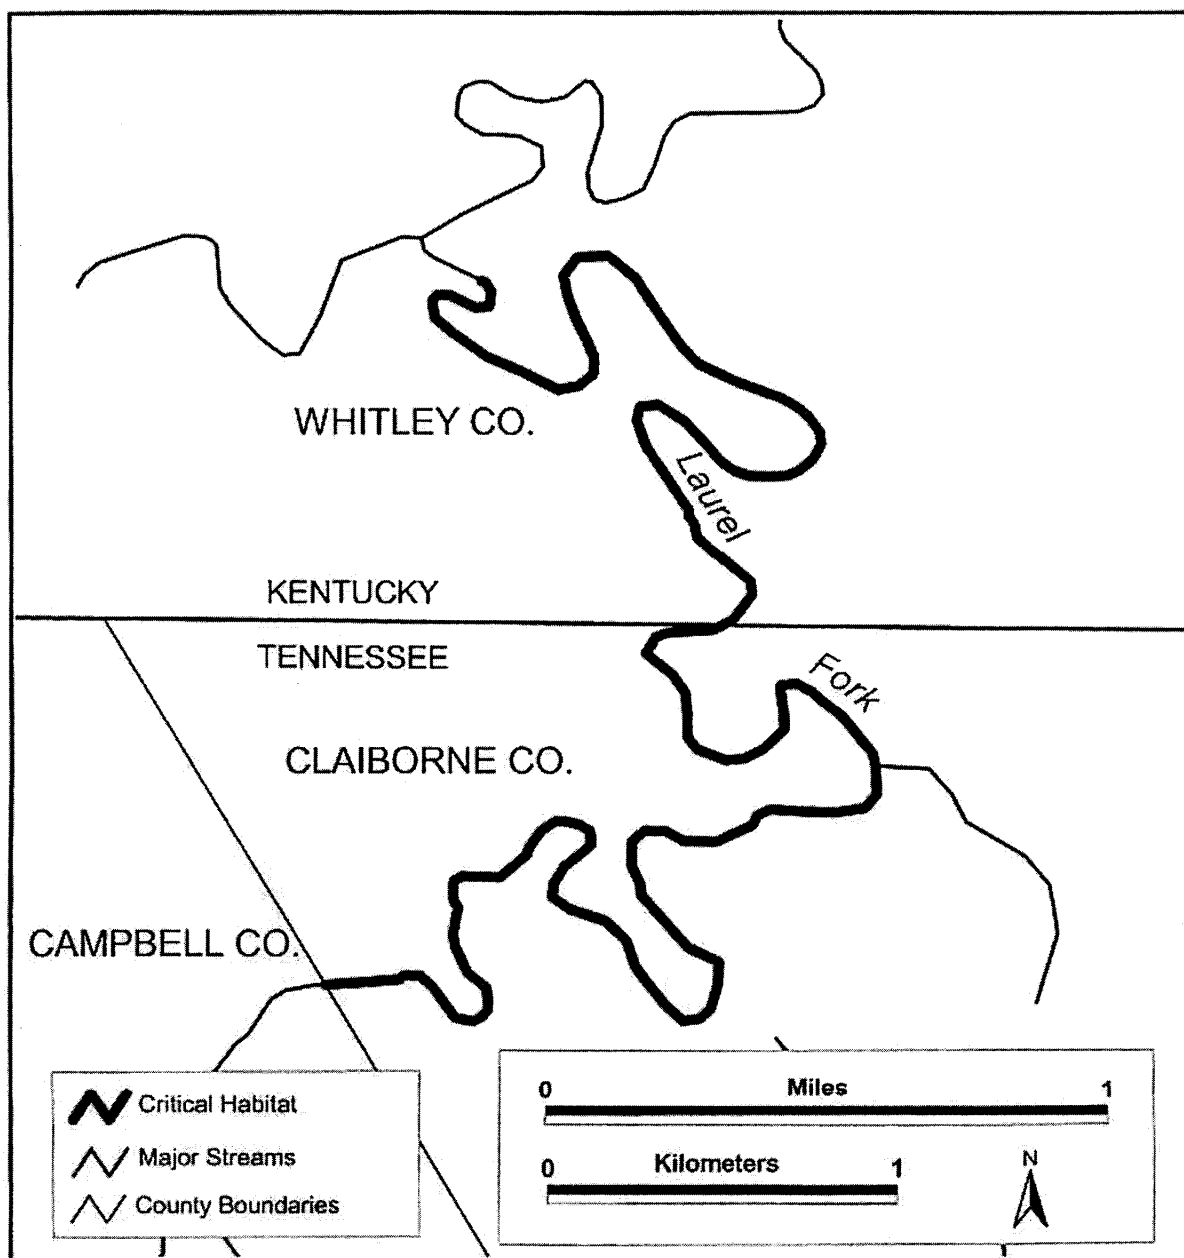 WHITLEY CO.
Laurel
KENTUCKY
TENNESSEE
Fork
CLAIBORNE CO.
CAMPBELL CO.
Critical Habitat
Major Streams
County Boundaries
0 Miles 1
0 Kilometers 1
N